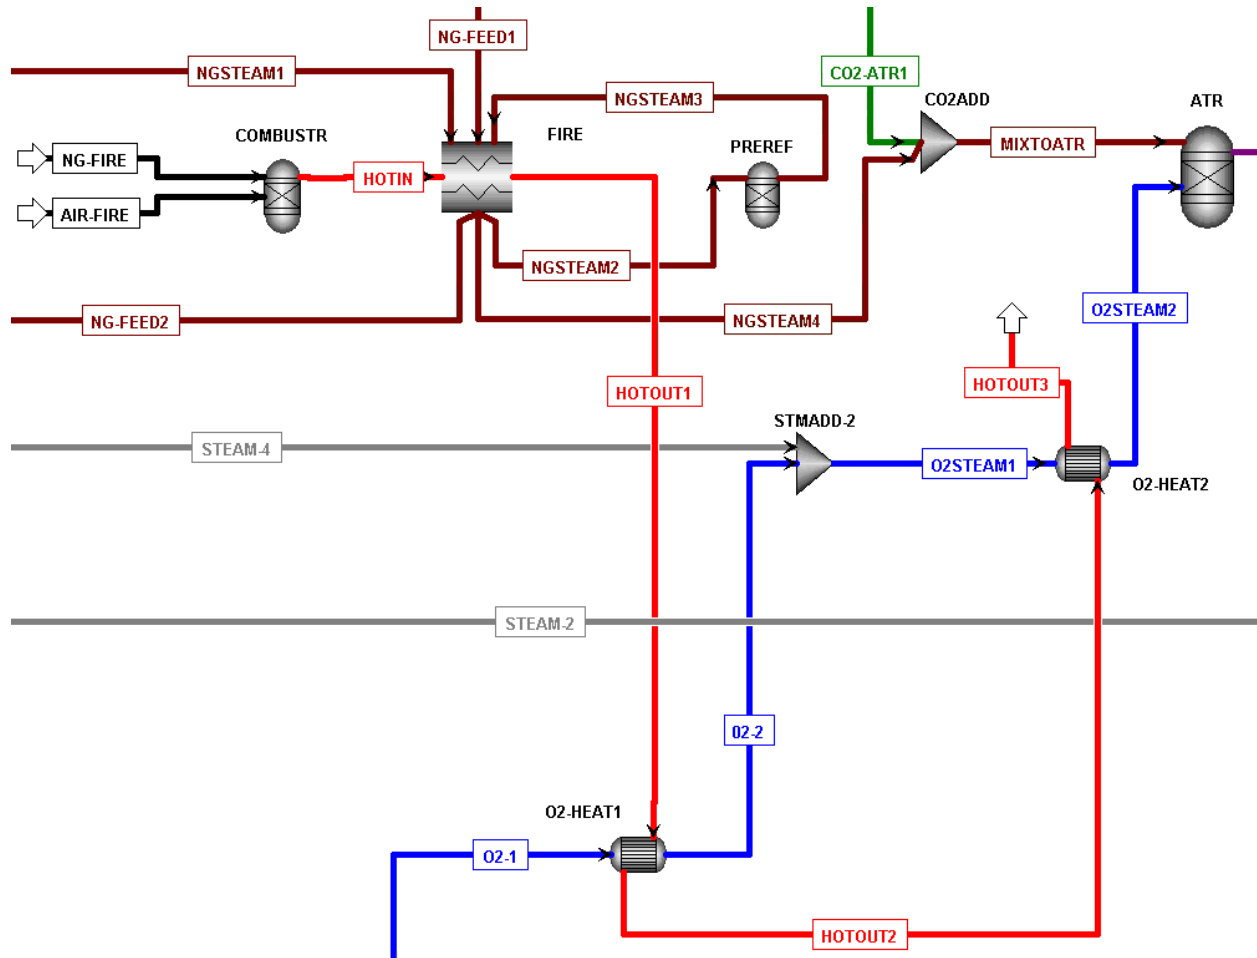 NG-FEED1
NGSTEAM1
CO2-ATR1
NGSTEAM3
CO2ADD
ATR
COMBUSTR
FIRE
PREREF
MIXTOATR
NG-FIRE
HOTIN
AIR-FIRE
NGSTEAM2
O2STEAM2
NG-FEED2
NGSTEAM4
HOTOUT3
HOTOUT1
STMADD-2
STEAM-4
O2STEAM1
O2-HEAT2
STEAM-2
02-2
O2-HEAT1
O2-1
HOTOUT2